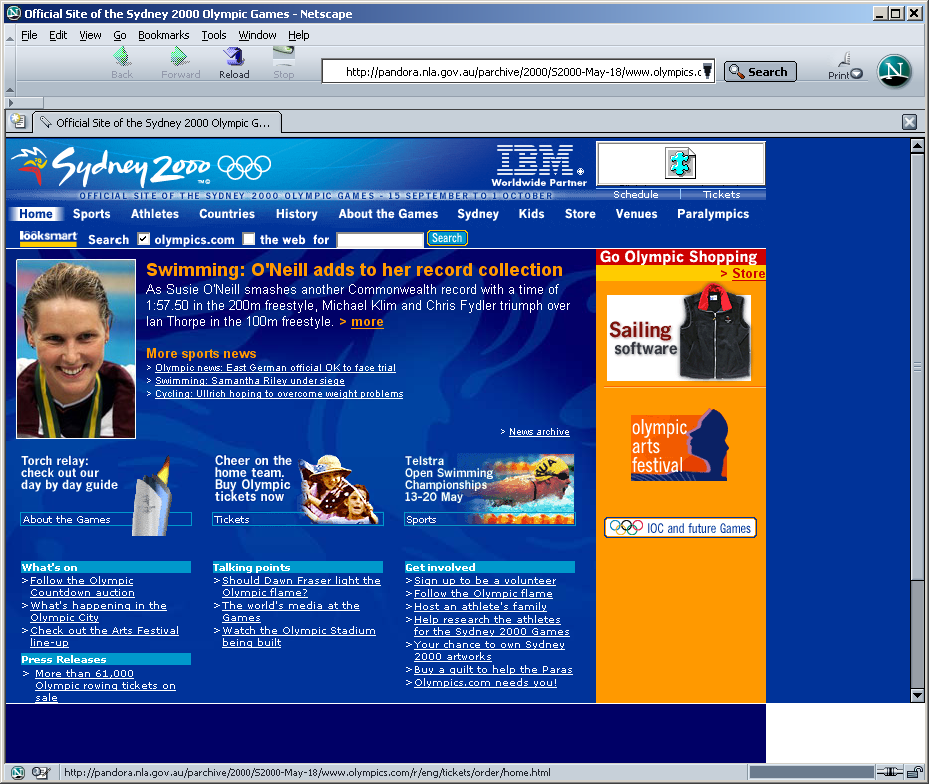 Official Site of the Sydney 2000 Olympic Games - Netscape
File Edit View Go Bookmarks Tools Window Help
Back Forward Reload Stop
http://pandora.nla.gov.au/parchive/2000/S2000-May-18/www.olympics.c
Search
Print
N
Official Site of the Sydney 2000 Olympic G...
Sydney 2000
TM
IBM
Worldwide Partner
OFFICIAL SITE OF THE SYDNEY 2000 OLYMPIC GAMES - 15 SEPTEMBER TO 1 OCTOBER
Schedule Tickets
Home Sports Athletes Countries History About the Games Sydney Kids Store Venues Paralympics
looksmart Search olympics.com the web for Search
Swimming: O'Neill adds to her record collection
As Susie O'Neill smashes another Commonwealth record with a time of
1:57.50 in the 200m freestyle, Michael Klim and Chris Fydler triumph over
Ian Thorpe in the 100m freestyle. > more
More sports news
> Olympic news: East German official OK to face trial
> Swimming: Samantha Riley under siege
> Cycling: Ullrich hoping to overcome weight problems
> News archive
Go Olympic Shopping
> Store
Sailing
software
olympic
arts
festival
IOC and future Games
Torch relay:
check out our
day by day guide
About the Games
Cheer on the
home team.
Buy Olympic
tickets now
Tickets
Telstra
Open Swimming
Championships
13-20 May
AUA
Sports
What's on
>Follow the Olympic
Countdown auction
>What's happening in the
Olympic City
>Check out the Arts Festival
line-up
Press Releases
> More than 61,000
Olympic rowing tickets on
sale
Talking points
>Should Dawn Fraser light the
Olympic flame?
>The world's media at the
Games
>Watch the Olympic Stadium
being built
Get involved
>Sign up to be a volunteer
>Follow the Olympic flame
>Host an athlete's family
>Help research the athletes
for the Sydney 2000 Games
>Your chance to own Sydney
2000 artworks
>Buy a quilt to help the Paras
>Olympics.com needs you!
http://pandora.nla.gov.au/parchive/2000/S2000-May-18/www.olympics.com/r/eng/tickets/order/home.html